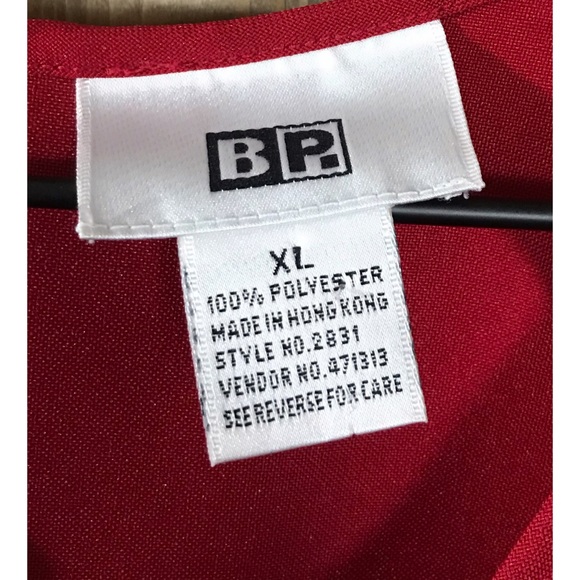 BP.
XL
100% POLYESTER
MADE IN HONG KONG
STYLE NO.2831
VENDOR NO.471313
SEE REVERSE FOR CARE